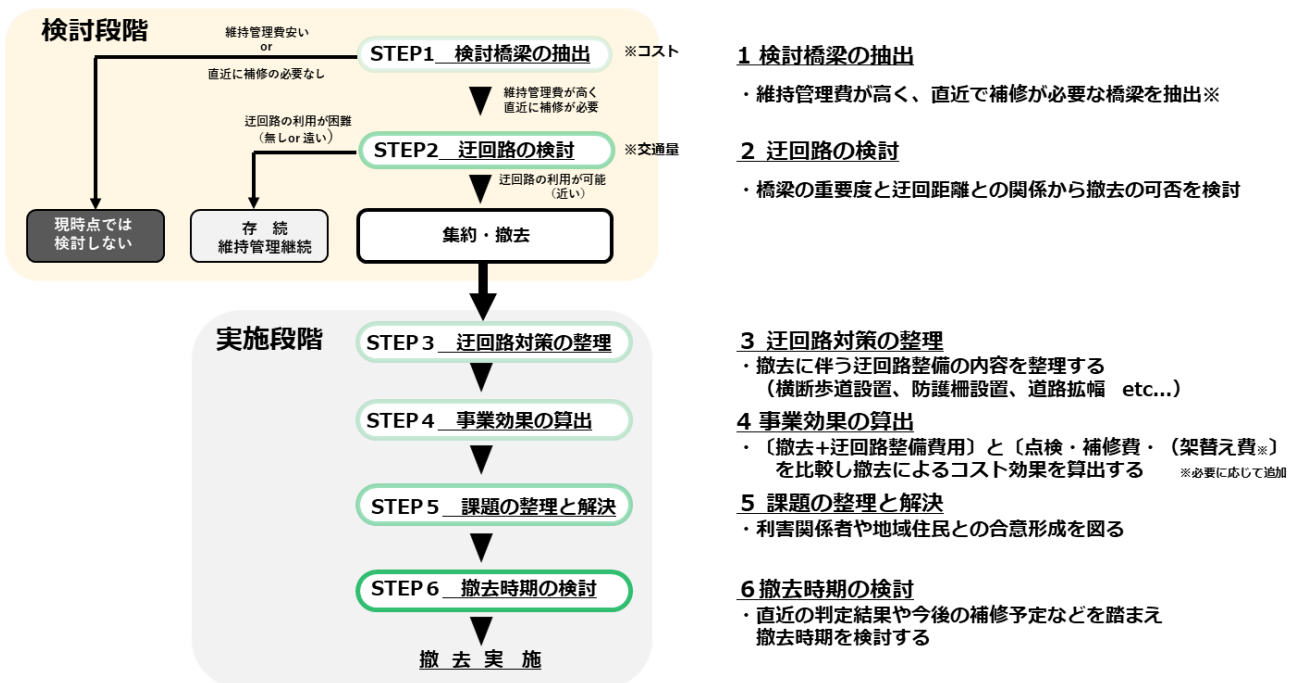 検討段階
維持管理費安い
or
直近に補修の必要なし
STEP1 検討橋梁の抽出
※コスト
維持管理費が高く
直近に補修が必要
迂回路の利用が困難
(無しor 遠い)
STEP2 迂回路の検討
※交通量
迂回路の利用が可能
(近い)
現時点では
検討しない
存 続
維持管理継続
集約・撤去
実施段階
STEP3 迂回路対策の整理
STEP4 事業効果の算出
STEP5 課題の整理と解決
STEP6 撤去時期の検討
撤 去 実 施
1 検討橋梁の抽出
・維持管理費が高く、直近で補修が必要な橋梁を抽出※
2 迂回路の検討
・橋梁の重要度と迂回距離との関係から撤去の可否を検討
3 迂回路対策の整理
・撤去に伴う迂回路整備の内容を整理する
(横断歩道設置、防護柵設置、道路拡幅 etc...)
4 事業効果の算出
・〔撤去+迂回路整備費用〕と〔点検・補修費・(架替え費※〕
を比較し撤去によるコスト効果を算出する ※必要に応じて追加
5 課題の整理と解決
・利害関係者や地域住民との合意形成を図る
6 撤去時期の検討
・直近の判定結果や今後の補修予定などを踏まえ
撤去時期を検討する